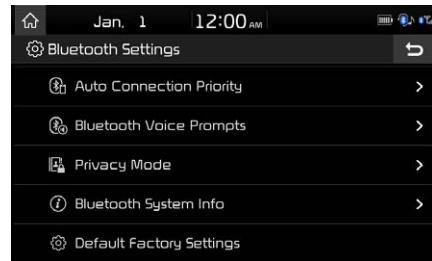 Jan. 1 12:00 AM
Bluetooth Settings
Auto Connection Priority
Bluetooth Voice Prompts
Privacy Mode
Bluetooth System Info
Default Factory Settings